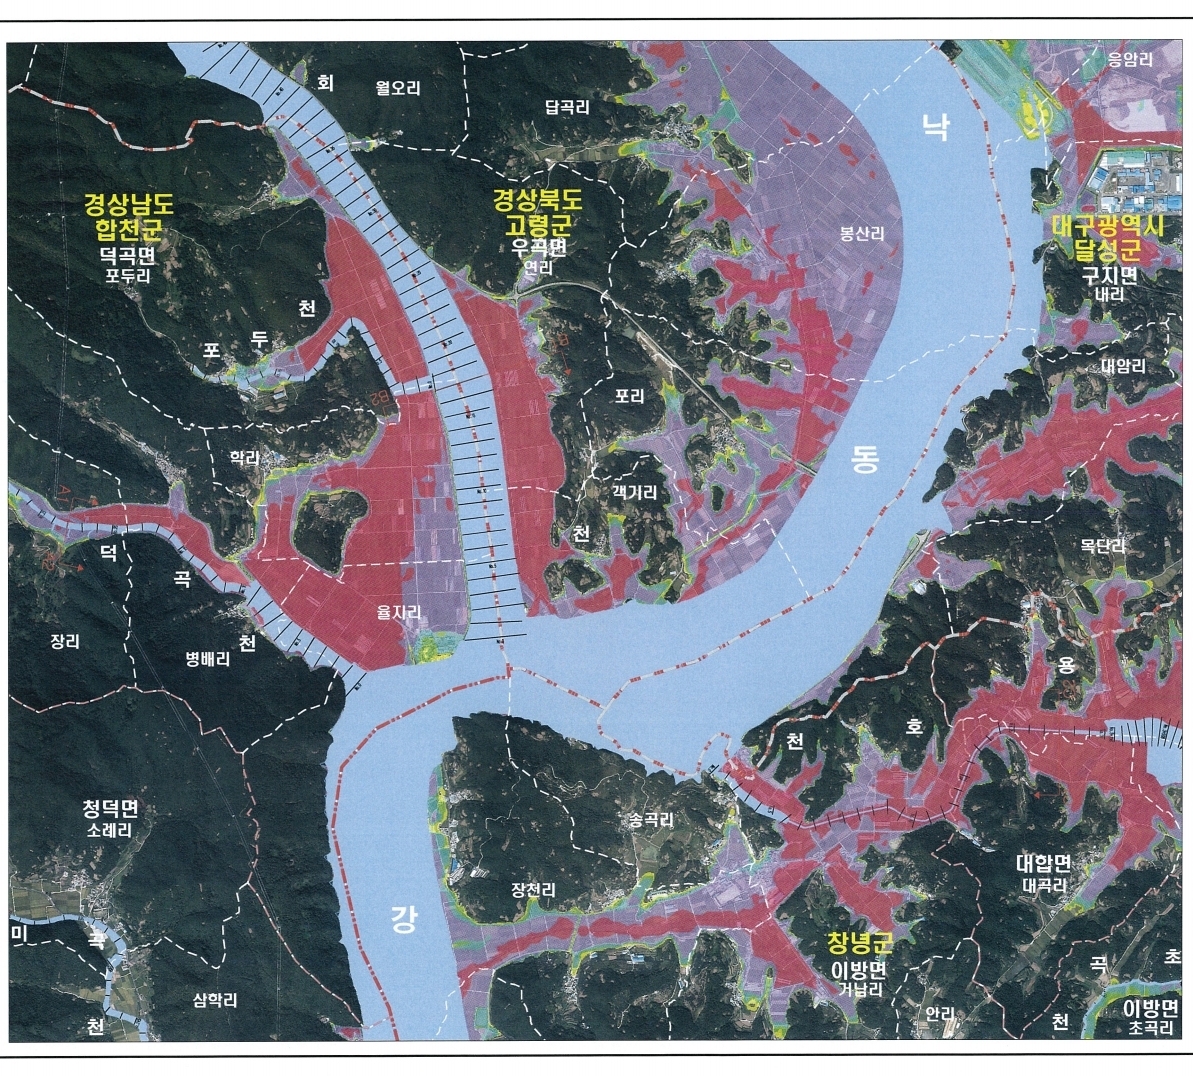 응암리
회
월오리
답곡리
낙
경상남도
합천군
덕곡면
포두리
경상북도
고령군
우곡면
연리
봉산리
대구광역시
달성군
구지면
내리
천
두
포
대암리
포리
B2
동
학리
객기리
A1
천
목단리
덕
곡
율지리
장리
병배리
천
용
호
천
청덕면
소례리
송곡리
대합면
대곡리
장천리
강
창녕군
이방면
거남리
미
곡
천
삼학리
안리
곡
초
천
이방면
초곡리